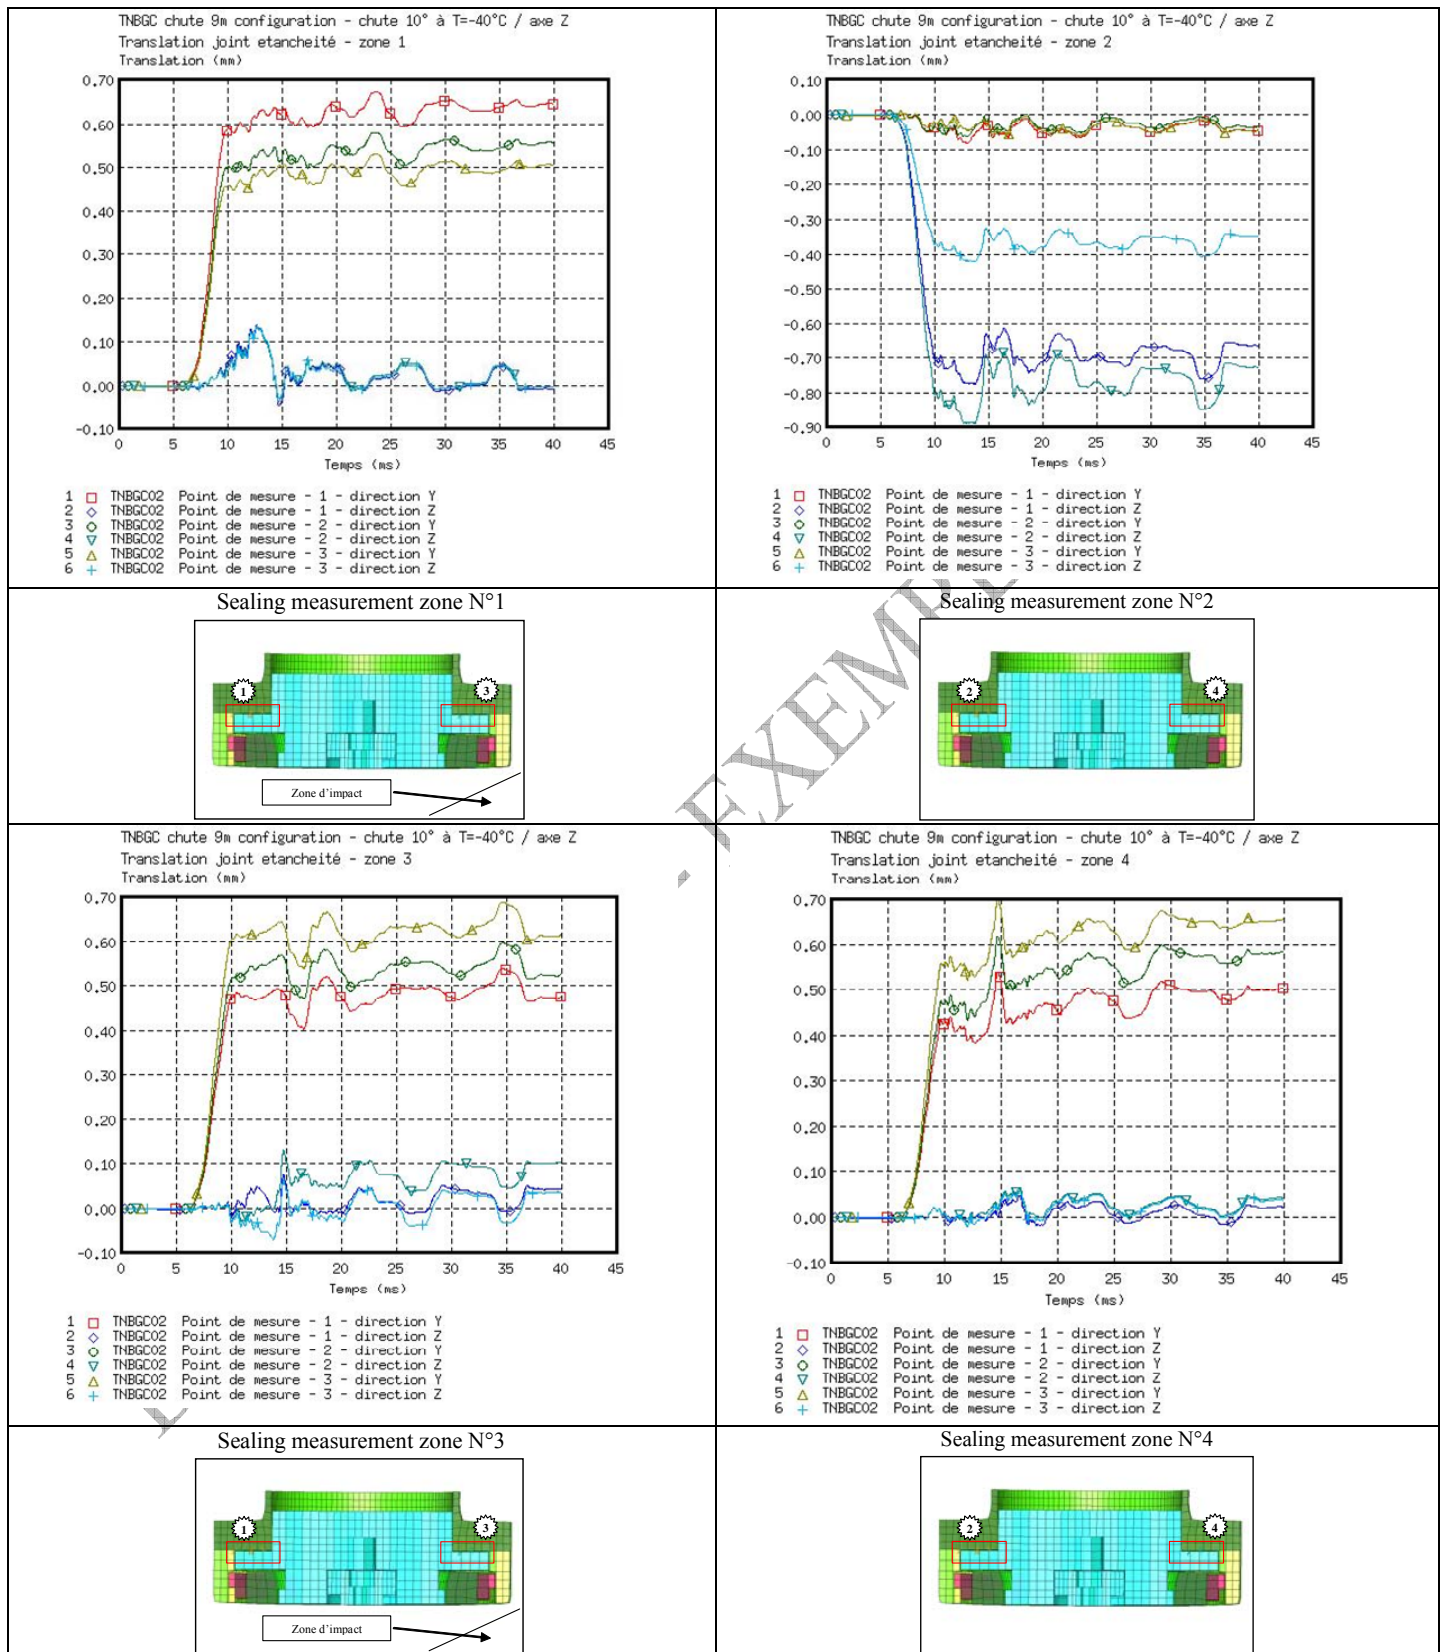 TNBGC chute 9m configuration - chute 10° à T=-40°C / axe Z
Translation joint etancheité - zone 1
Translation (mm)
0.70
0.60
0.50
0.40
0.30
0.20
0.10
0.00
-0.10
0 5 10 15 20 25 30 35 40 45
Temps (ms)
1 TNBGC02 Point de mesure - 1 - direction Y
2 TNBGC02 Point de mesure - 1 - direction Z
3 TNBGC02 Point de mesure - 2 - direction Y
4 TNBGC02 Point de mesure - 2 - direction Z
5 TNBGC02 Point de mesure - 3 - direction Y
6 TNBGC02 Point de mesure - 3 - direction Z
TNBGC chute 9m configuration - chute 10° à T=-40°C / axe Z
Translation joint etancheité - zone 2
Translation (mm)
0.10
0.00
-0.10
-0.20
-0.30
-0.40
-0.50
-0.60
-0.70
-0.80
-0.90
0 5 10 15 20 25 30 35 40 45
Temps (ms)
1 TNBGC02 Point de mesure - 1 - direction Y
2 TNBGC02 Point de mesure - 1 - direction Z
3 TNBGC02 Point de mesure - 2 - direction Y
4 TNBGC02 Point de mesure - 2 - direction Z
5 TNBGC02 Point de mesure - 3 - direction Y
6 TNBGC02 Point de mesure - 3 - direction Z
Sealing measurement zone N°1
1
3
Zone d'impact
Sealing measurement zone N°2
2
4
TNBGC chute 9m configuration - chute 10° à T=-40°C / axe Z
Translation joint etancheité - zone 3
Translation (mm)
0.70
0.60
0.50
0.40
0.30
0.20
0.10
0.00
-0.10
0 5 10 15 20 25 30 35 40 45
Temps (ms)
1 TNBGC02 Point de mesure - 1 - direction Y
2 TNBGC02 Point de mesure - 1 - direction Z
3 TNBGC02 Point de mesure - 2 - direction Y
4 TNBGC02 Point de mesure - 2 - direction Z
5 TNBGC02 Point de mesure - 3 - direction Y
6 TNBGC02 Point de mesure - 3 - direction Z
TNBGC chute 9m configuration - chute 10° à T=-40°C / axe Z
Translation joint etancheité - zone 4
Translation (mm)
0.70
0.60
0.50
0.40
0.30
0.20
0.10
0.00
-0.10
0 5 10 15 20 25 30 35 40 45
Temps (ms)
1 TNBGC02 Point de mesure - 1 - direction Y
2 TNBGC02 Point de mesure - 1 - direction Z
3 TNBGC02 Point de mesure - 2 - direction Y
4 TNBGC02 Point de mesure - 2 - direction Z
5 TNBGC02 Point de mesure - 3 - direction Y
6 TNBGC02 Point de mesure - 3 - direction Z
Sealing measurement zone N°3
1
3
Zone d'impact
Sealing measurement zone N°4
2
4